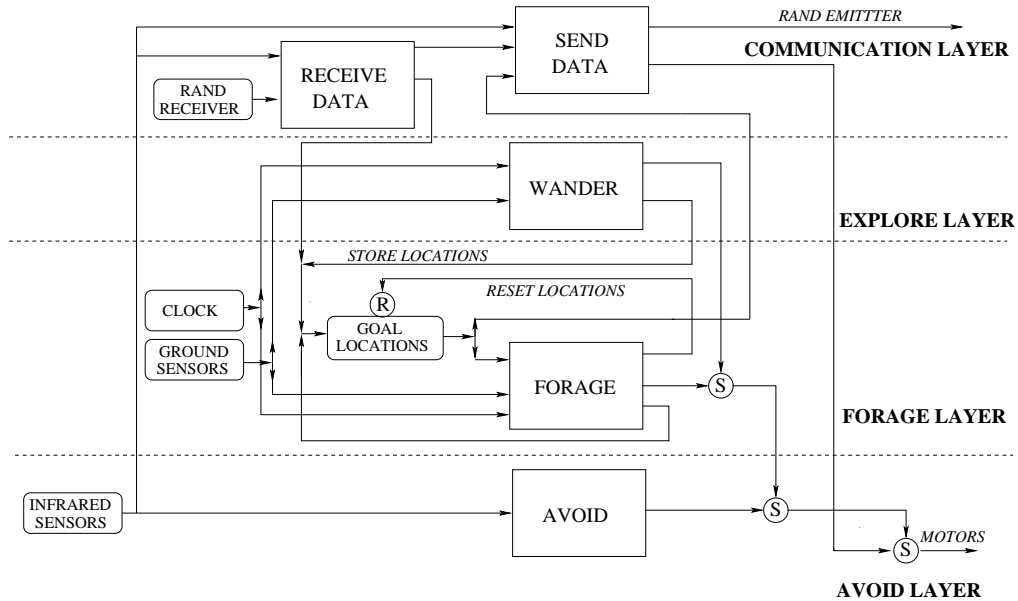 RAND EMITTTER
COMMUNICATION LAYER
SEND
DATA
RECEIVE
DATA
RAND
RECEIVER
WANDER
EXPLORE LAYER
STORE LOCATIONS
RESET LOCATIONS
R
CLOCK
GOAL
LOCATIONS
GROUND
SENSORS
FORAGE
S
FORAGE LAYER
INFRARED
SENSORS
AVOID
S
S
MOTORS
AVOID LAYER